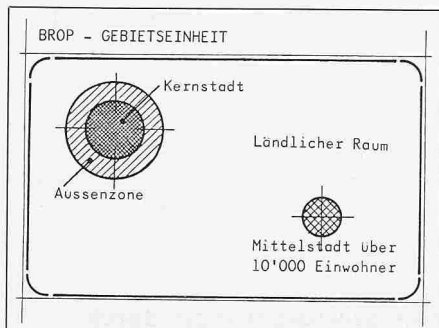 BROP - GEBIETSEINHEIT
Kernstadt
Ländlicher Raum
Aussenzone
Mittelstadt über
10'000 Einwohner